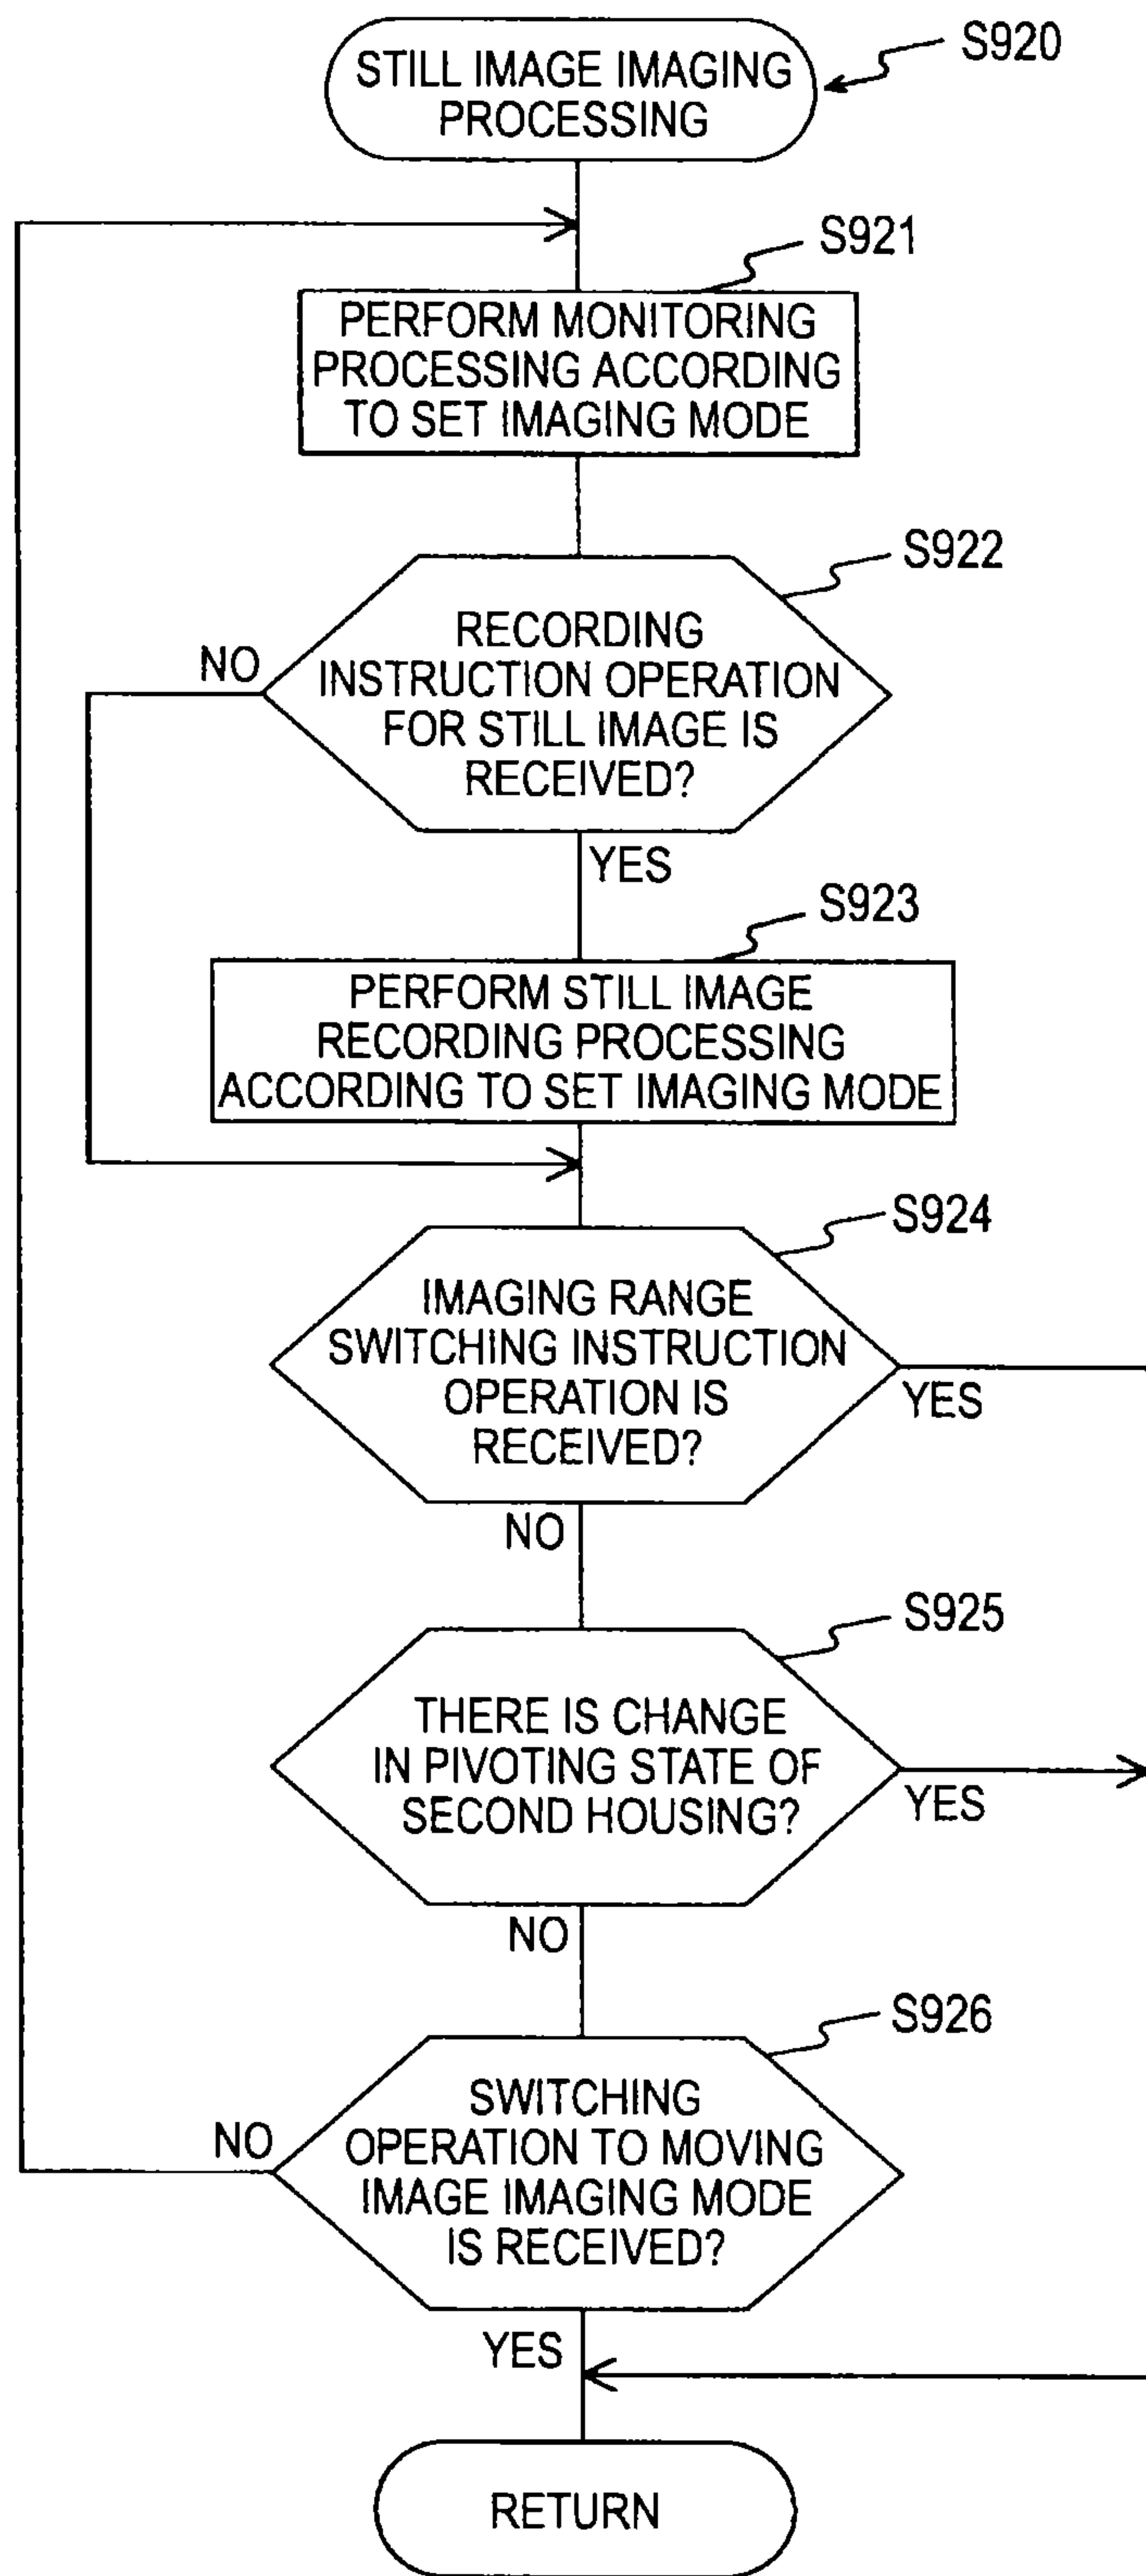 STILL IMAGE IMAGING
PROCESSING
S920
S921
PERFORM MONITORING
PROCESSING ACCORDING
TO SET IMAGING MODE
S922
RECORDING
INSTRUCTION OPERATION
FOR STILL IMAGE IS
RECEIVED?
NO
YES
S923
PERFORM STILL IMAGE
RECORDING PROCESSING
ACCORDING TO SET IMAGING MODE
S924
IMAGING RANGE
SWITCHING INSTRUCTION
OPERATION IS
RECEIVED?
YES
NO
S925
THERE IS CHANGE
IN PIVOTING STATE OF
SECOND HOUSING?
YES
NO
S926
SWITCHING
OPERATION TO MOVING
IMAGE IMAGING MODE
IS RECEIVED?
NO
YES
RETURN